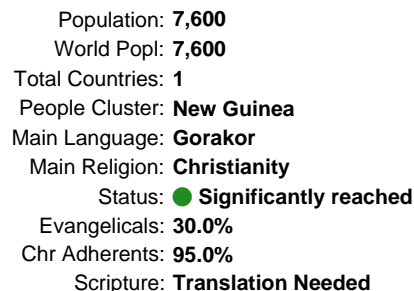 Population: 7,600
World Popl: 7,600
Total Countries: 1
People Cluster: New Guinea
Main Language: Gorakor
Main Religion: Christianity
Status: Significantly reached
Evangelicals: 30.0%
Chr Adherents: 95.0%
Scripture: Translation Needed